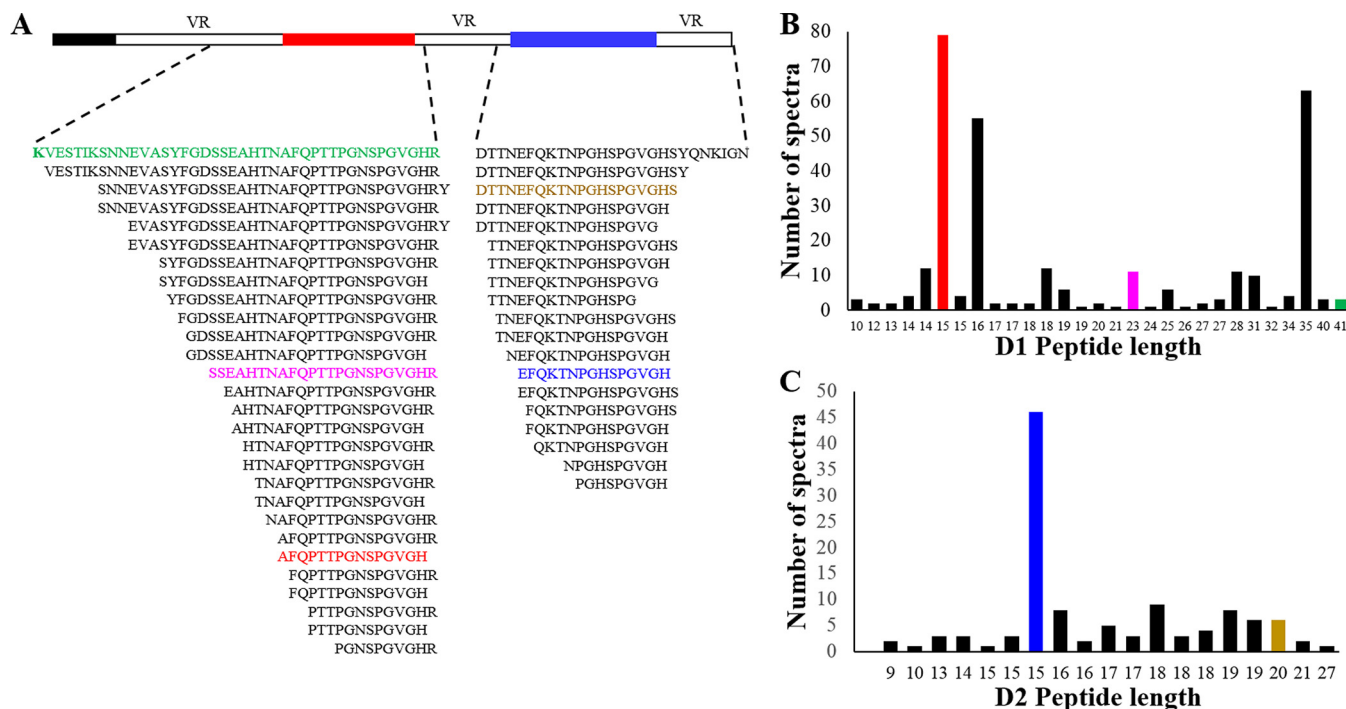 A
VR
VR
VR
KVESTIKSNNEVASYFGDSSEAHTNAFQPTTPGNSPGVGHR
VESTIKSNNEVASYFGDSSEAHTNAFQPTTPGNSPGVGHR
SNNEVASYFGDSSEAHTNAFQPTTPGNSPGVGHRY
SNNEVASYFGDSSEAHTNAFQPTTPGNSPGVGHR
EVASYFGDSSEAHTNAFQPTTPGNSPGVGHRY
EVASYFGDSSEAHTNAFQPTTPGNSPGVGHR
SYFGDSSEAHTNAFQPTTPGNSPGVGHR
SYFGDSSEAHTNAFQPTTPGNSPGVGH
YFGDSSEAHTNAFQPTTPGNSPGVGHR
FGDSSEAHTNAFQPTTPGNSPGVGHR
GDSSEAHTNAFQPTTPGNSPGVGHR
GDSSEAHTNAFQPTTPGNSPGVGH
SSEAHTNAFQPTTPGNSPGVGHR
EAHTNAFQPTTPGNSPGVGHR
AHTNAFQPTTPGNSPGVGHR
AHTNAFQPTTPGNSPGVGH
HTNAFQPTTPGNSPGVGHR
HTNAFQPTTPGNSPGVGH
TNAFQPTTPGNSPGVGHR
TNAFQPTTPGNSPGVGH
NAFQPTTPGNSPGVGHR
AFQPTTPGNSPGVGHR
AFQPTTPGNSPGVGH
FQPTTPGNSPGVGHR
FQPTTPGNSPGVGH
PTTPGNSPGVGHR
PTTPGNSPGVGH
PGNSPGVGHR
DTTNEFQKTNPGHSPGVGHSYQNKIGN
DTTNEFQKTNPGHSPGVGHSY
DTTNEFQKTNPGHSPGVGHS
DTTNEFQKTNPGHSPGVGH
DTTNEFQKTNPGHSPGVG
TTNEFQKTNPGHSPGVGHS
TTNEFQKTNPGHSPGVGH
TTNEFQKTNPGHSPGVG
TTNEFQKTNPGHSPG
TNEFQKTNPGHSPGVGHS
TNEFQKTNPGHSPGVGH
NEFQKTNPGHSPGVGH
EFQKTNPGHSPGVGH
EFQKTNPGHSPGVGHS
FQKTNPGHSPGVGHS
FQKTNPGHSPGVGH
QKTNPGHSPGVGH
NPGHSPGVGH
PGHSPGVGH
B
Number of spectra
80
70
60
50
40
30
20
10
0
10 12 13 14 14 15 15 16 17 17 18 18 19 19 20 21 23 24 25 26 27 27 28 31 32 34 35 40 41
D1 Peptide length
C
Number of spectra
50
45
40
35
30
25
20
15
10
5
0
9 10 13 14 15 15 15 16 16 17 17 18 18 18 19 19 20 21 27
D2 Peptide length